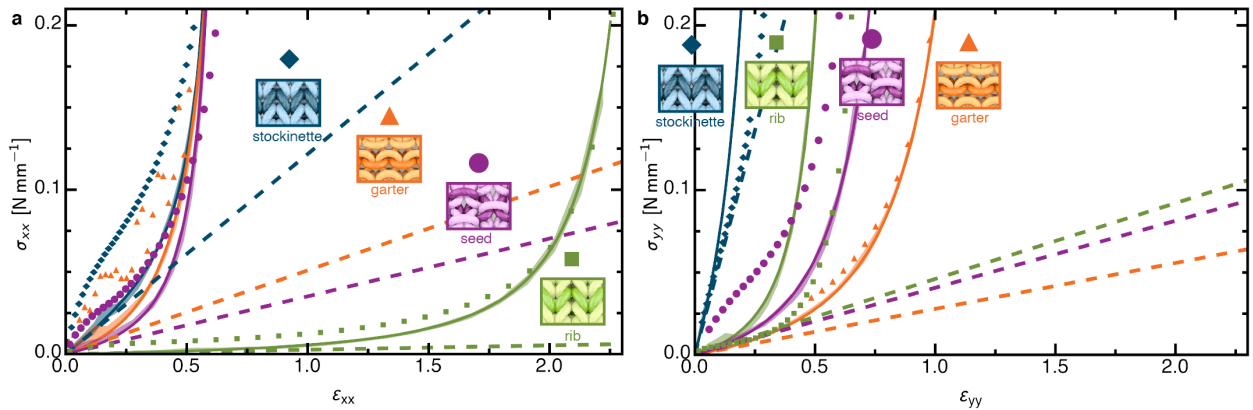 a
b
0.2
0.1
0.0
σxx [N mm⁻¹]
stockinette
garter
seed
rib
0.0 0.5 1.0 1.5 2.0
εxx
0.2
0.1
0.0
σyy [N mm⁻¹]
stockinette
rib
seed
garter
0.0 0.5 1.0 1.5 2.0
εyy